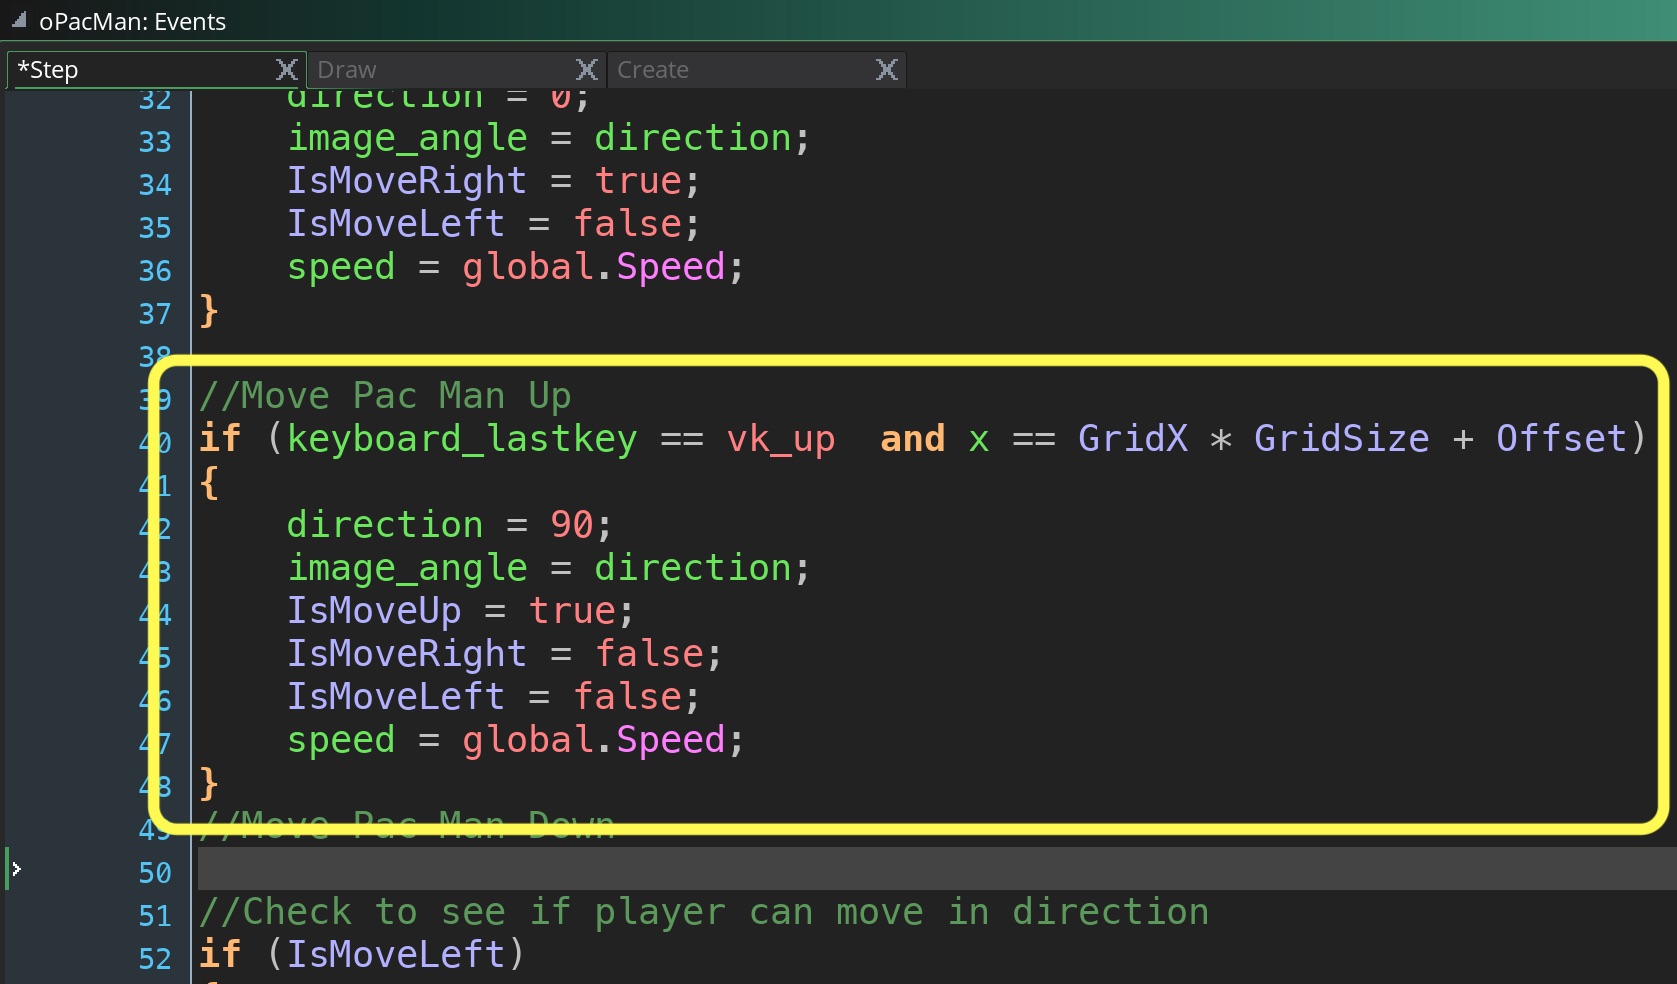 oPacMan: Events
*Step Draw Create
32 direction = 0;
33 image_angle = direction;
34 IsMoveRight = true;
35 IsMoveLeft = false;
36 speed = global.Speed;
37 }
38
39 //Move Pac Man Up
40 if (keyboard_lastkey == vk_up  and x == GridX * GridSize + Offset)
41 {
42 direction = 90;
43 image_angle = direction;
44 IsMoveUp = true;
45 IsMoveRight = false;
46 IsMoveLeft = false;
47 speed = global.Speed;
48 }
49 //Move Pac Man Down
50
51 //Check to see if player can move in direction
52 if (IsMoveLeft)